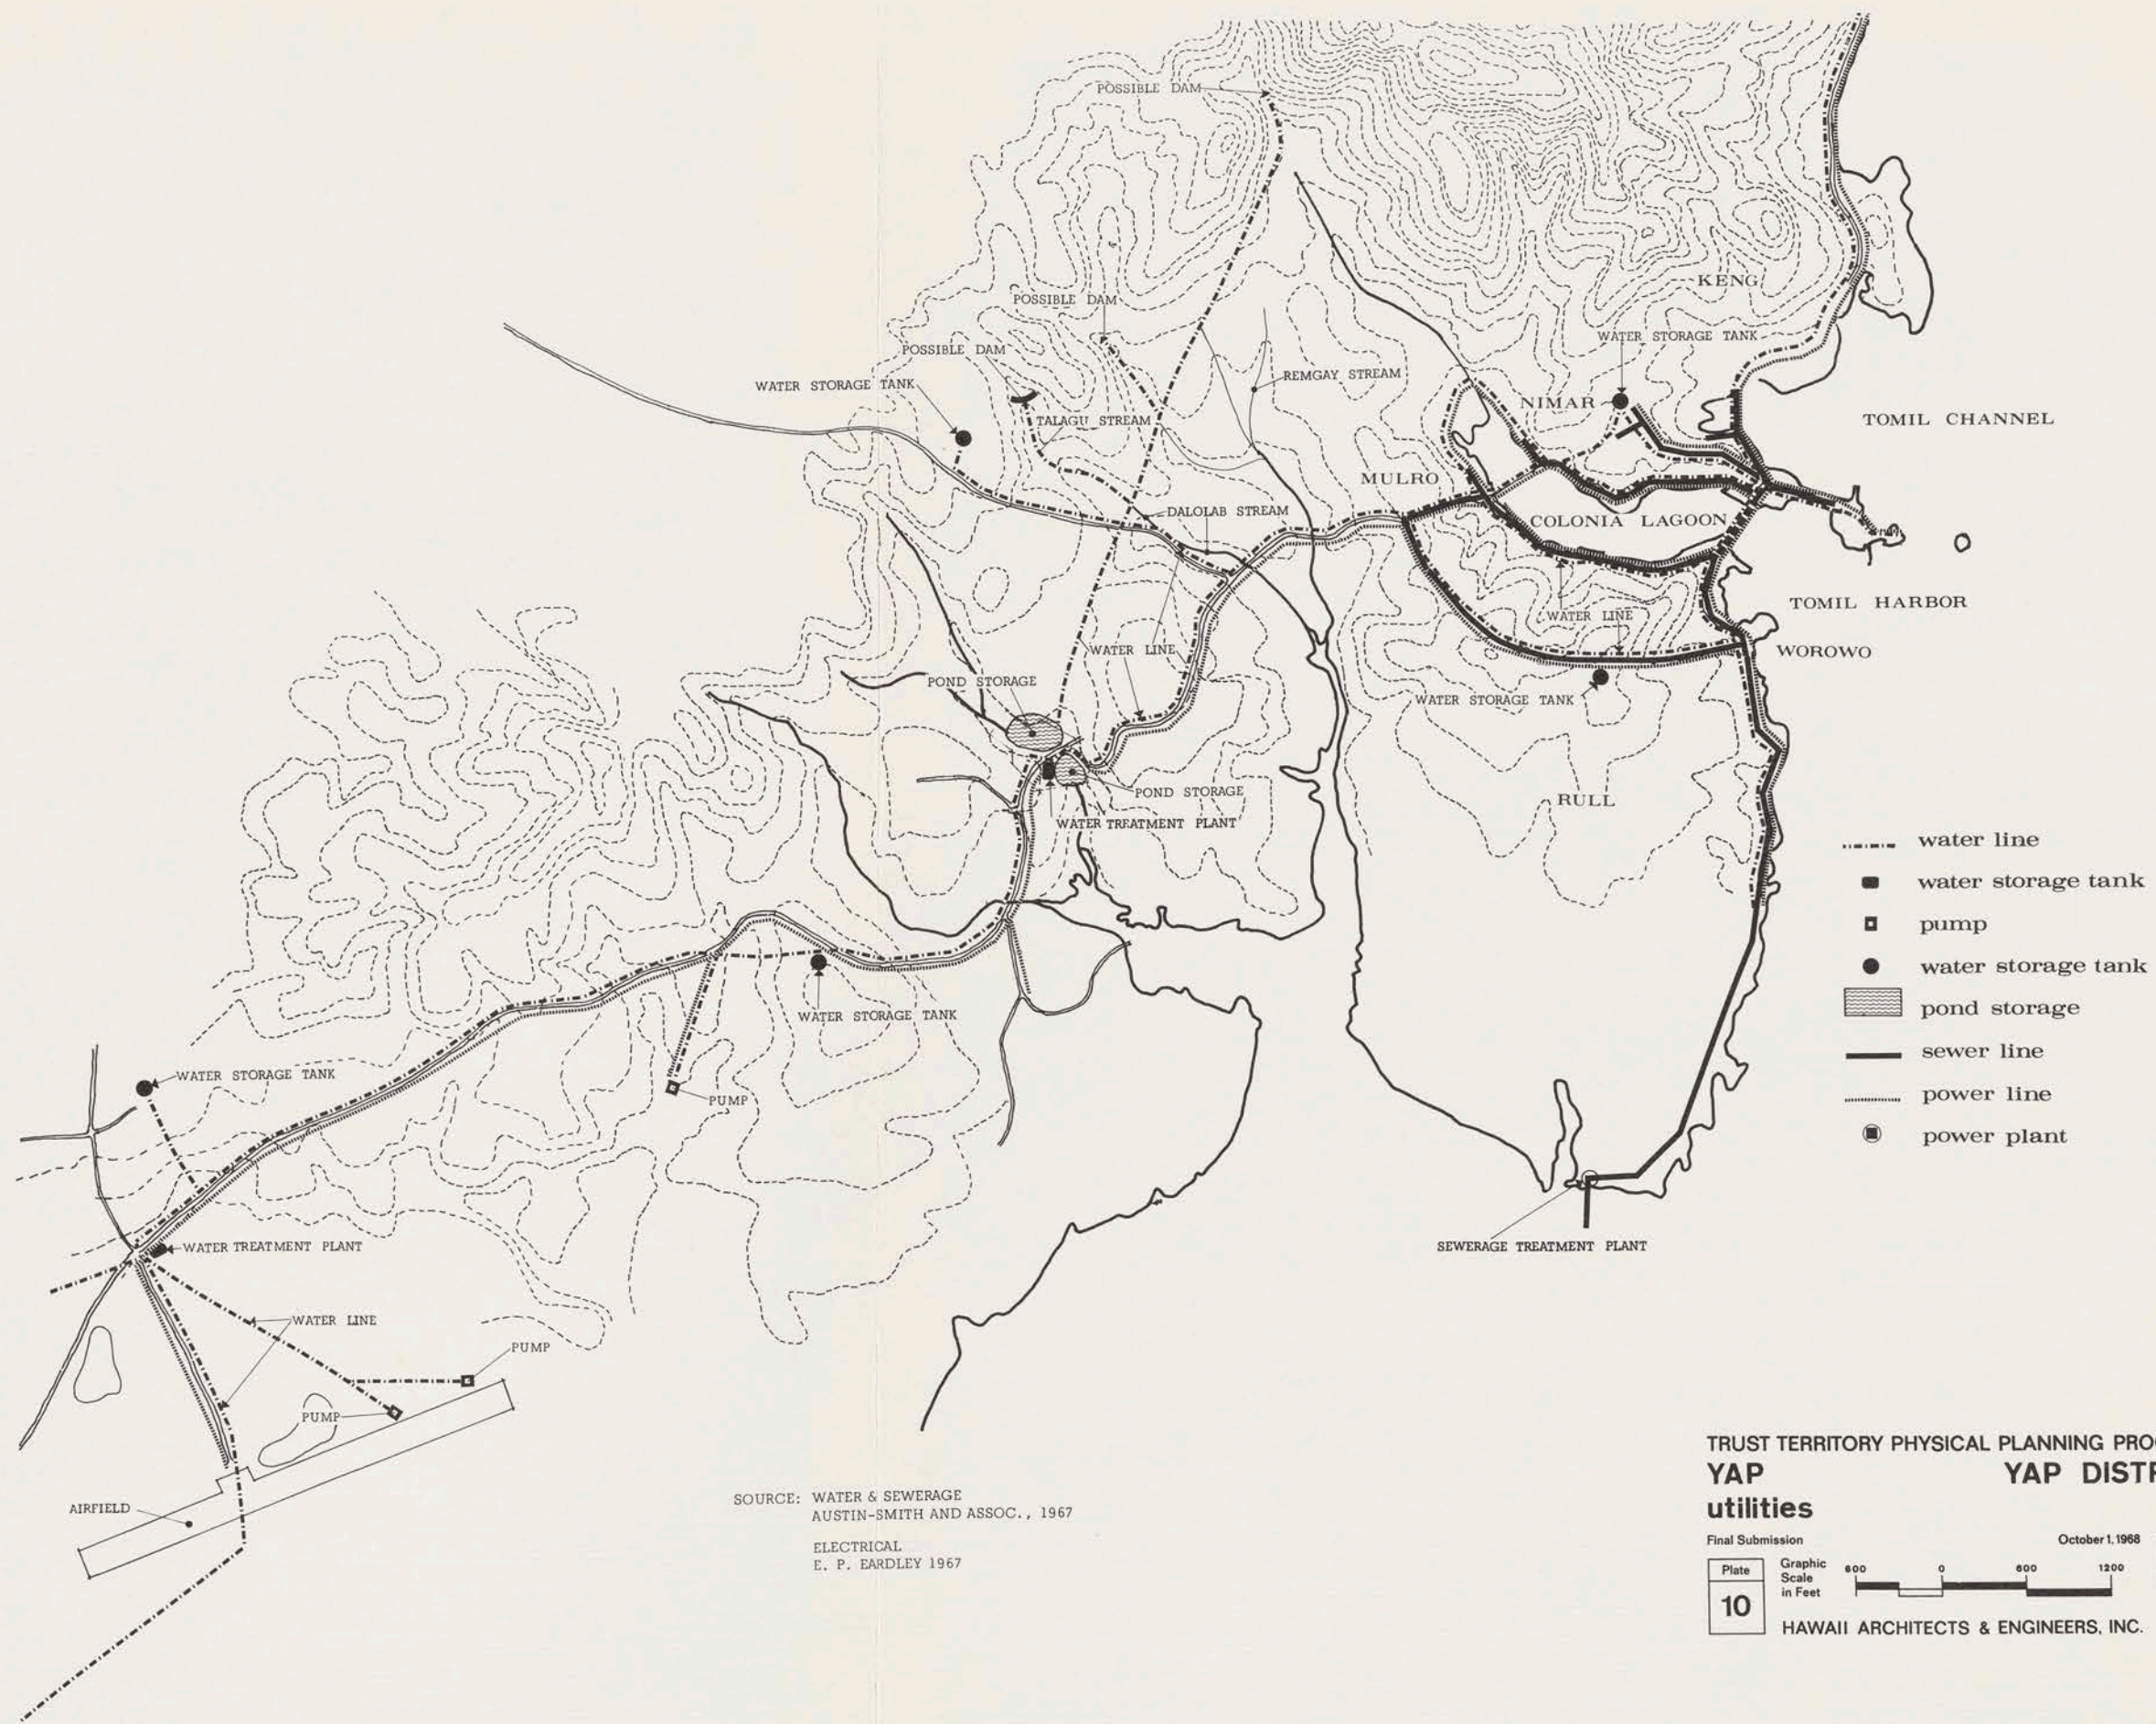 POSSIBLE DAM
KENG
POSSIBLE DAM
WATER STORAGE TANK
POSSIBLE DAM
REMGAY STREAM
WATER STORAGE TANK
NIMAR
TALAGU STREAM
TOMIL CHANNEL
MULRO
DALOLAB STREAM
COLONIA LAGOON
TOMIL HARBOR
WATER LINE
WATER LINE
WOROWO
POND STORAGE
WATER STORAGE TANK
POND STORAGE
RULL
WATER TREATMENT PLANT
water line
water storage tank
pump
water storage tank
pond storage
sewer line
power line
power plant
WATER STORAGE TANK
WATER STORAGE TANK
PUMP
WATER TREATMENT PLANT
SEWERAGE TREATMENT PLANT
WATER LINE
PUMP
PUMP
AIRFIELD
SOURCE: WATER & SEWERAGE
AUSTIN-SMITH AND ASSOC., 1967
ELECTRICAL
E. P. EARDLEY 1967
TRUST TERRITORY PHYSICAL PLANNING
YAP YAP
utilities
Final Submission October 1, 1968
Plate
10
Graphic
Scale
in Feet
600 0 600 1200
HAWAII ARCHITECTS & ENGINEERS, INC.